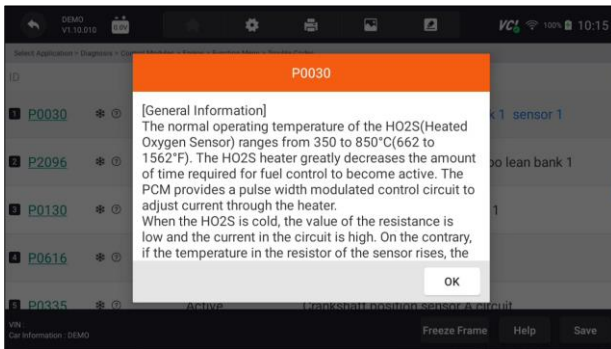 DEMO
V1.10.010
0.0V
VCI 100% 10:15
Select Application > Diagnosis > Control Modules > Engine > Function Menu > Trouble Codes
ID
P0030
1 P0030 k 1 sensor 1
2 P2096 oo lean bank 1
3 P0130 1
4 P0616
5 P0335 Active Crankshaft position sensor A circuit
[General Information]
The normal operating temperature of the HO2S(Heated
Oxygen Sensor) ranges from 350 to 850°C(662 to
1562°F). The HO2S heater greatly decreases the amount
of time required for fuel control to become active. The
PCM provides a pulse width modulated control circuit to
adjust current through the heater.
When the HO2S is cold, the value of the resistance is
low and the current in the circuit is high. On the contrary,
if the temperature in the resistor of the sensor rises, the
OK
VIN :
Car Information : DEMO
Freeze Frame Help Save